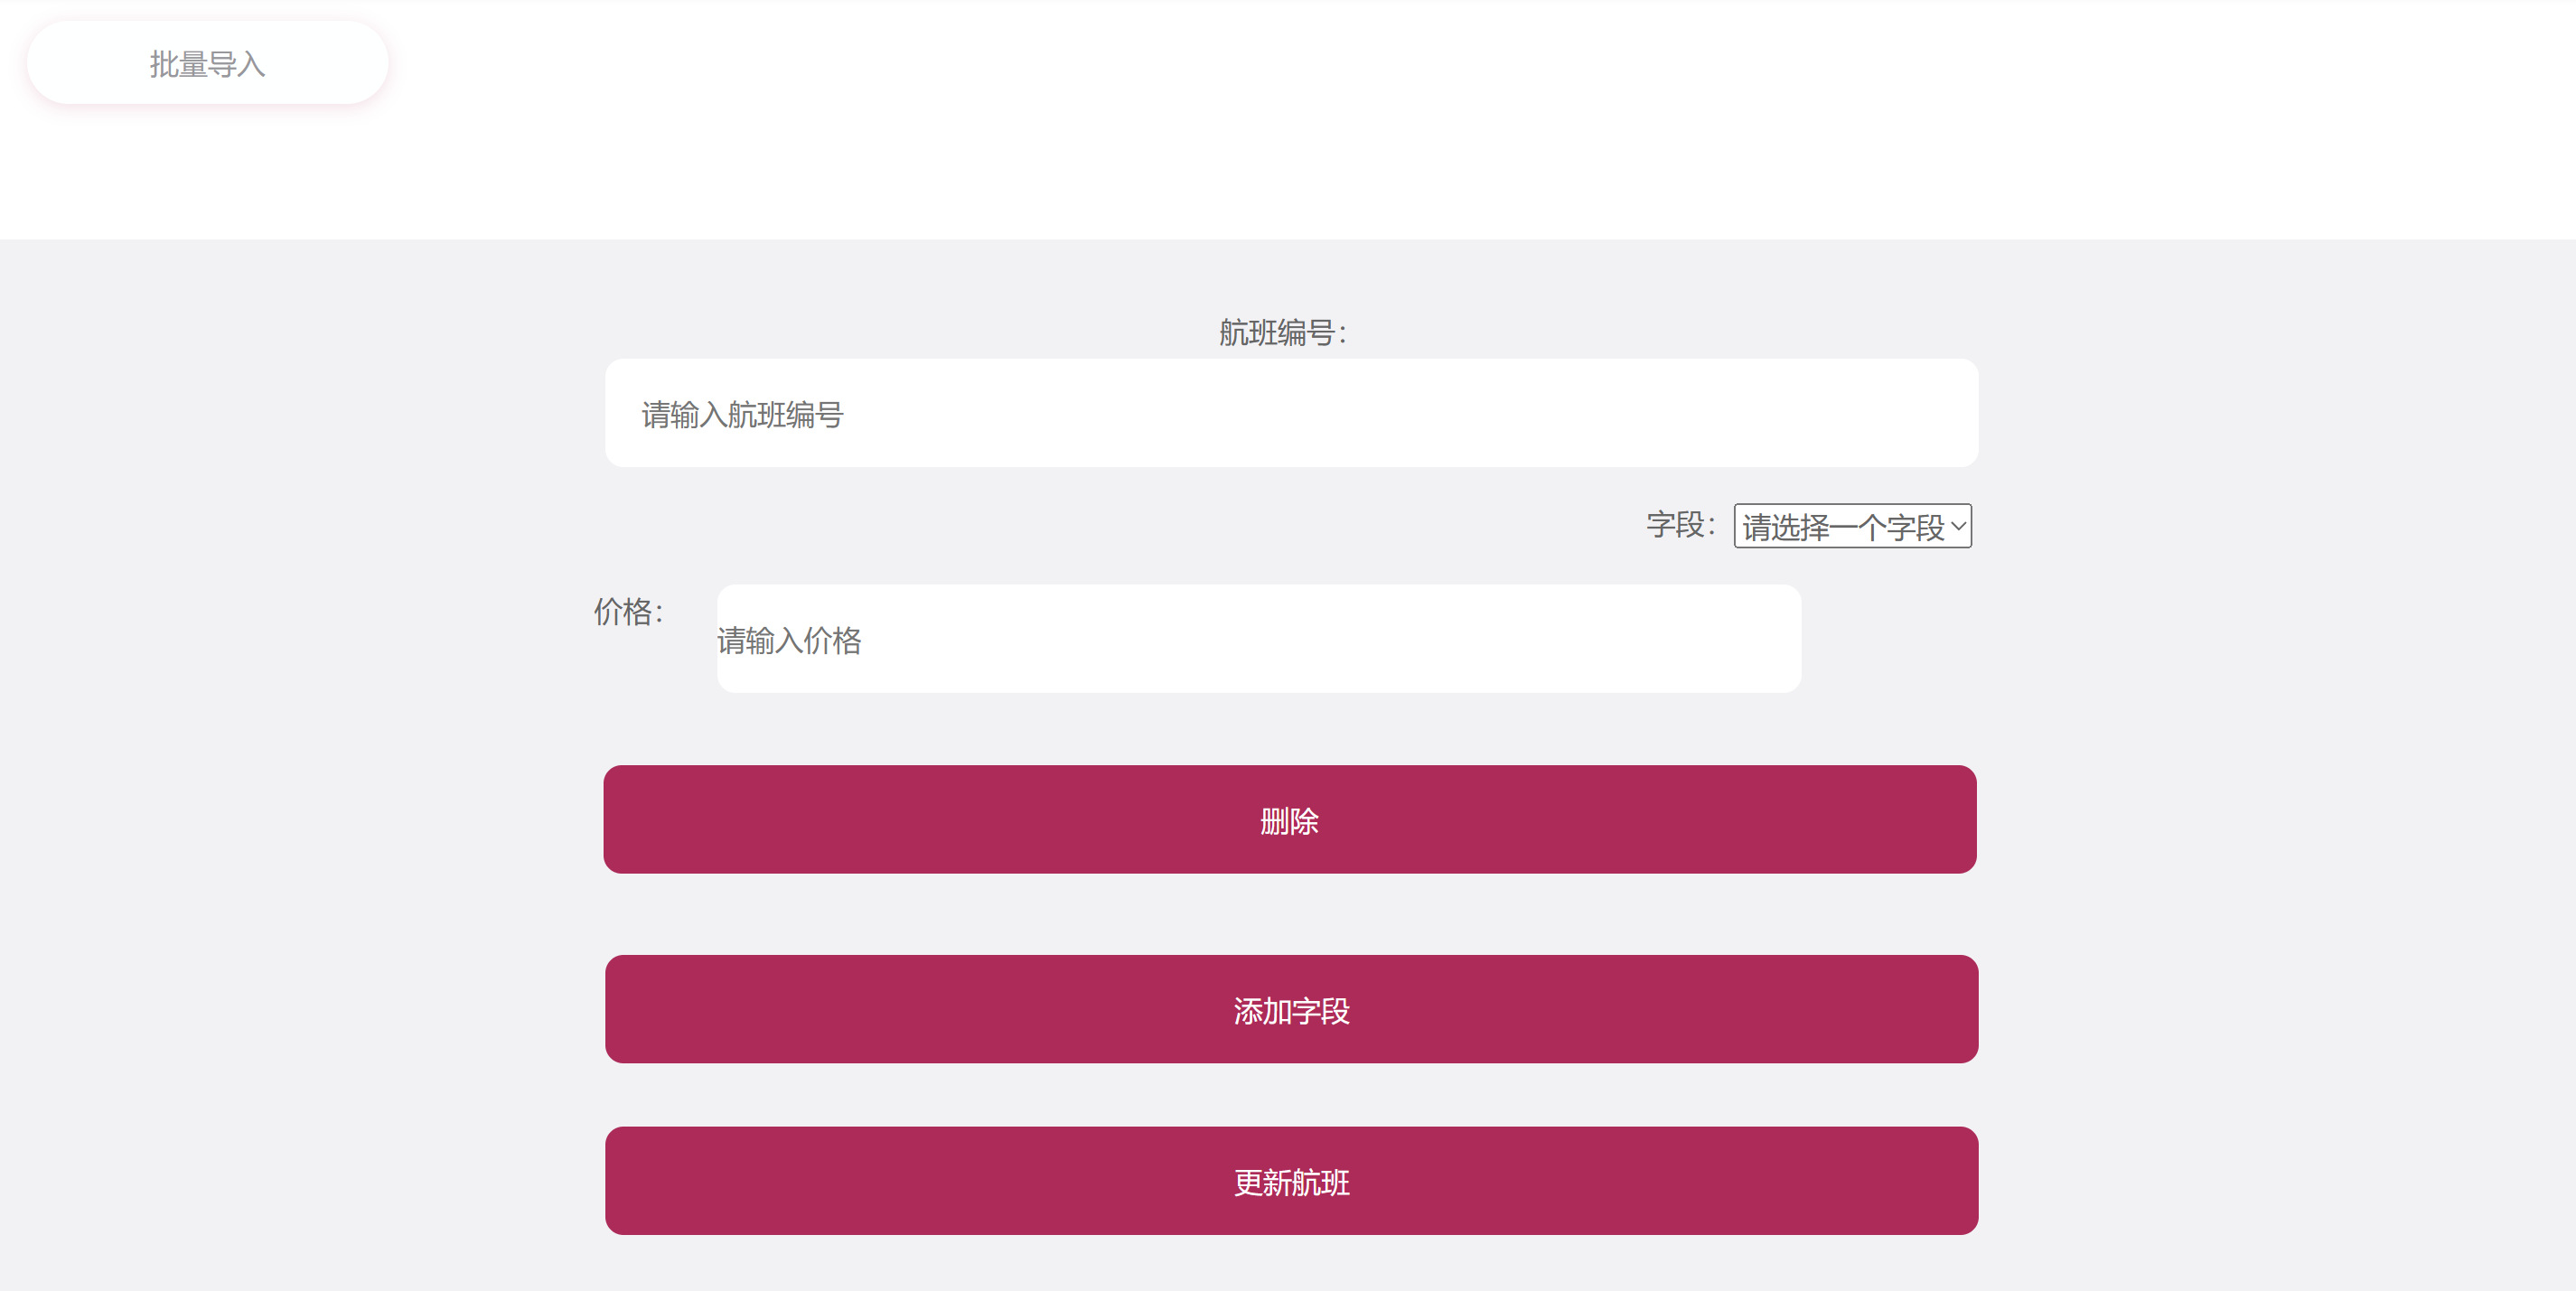 批量导入
航班编号：
请输入航班编号
字段： 请选择一个字段
价格：
请输入价格
删除
添加字段
更新航班